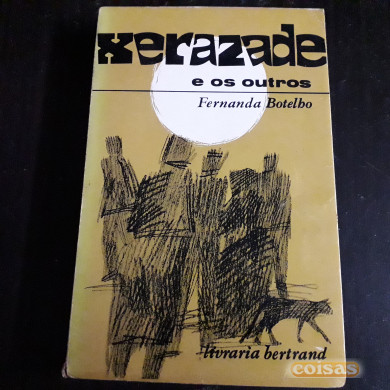 xerazade
e os outros
Fernanda Botelho
livraria bertrand
coisas